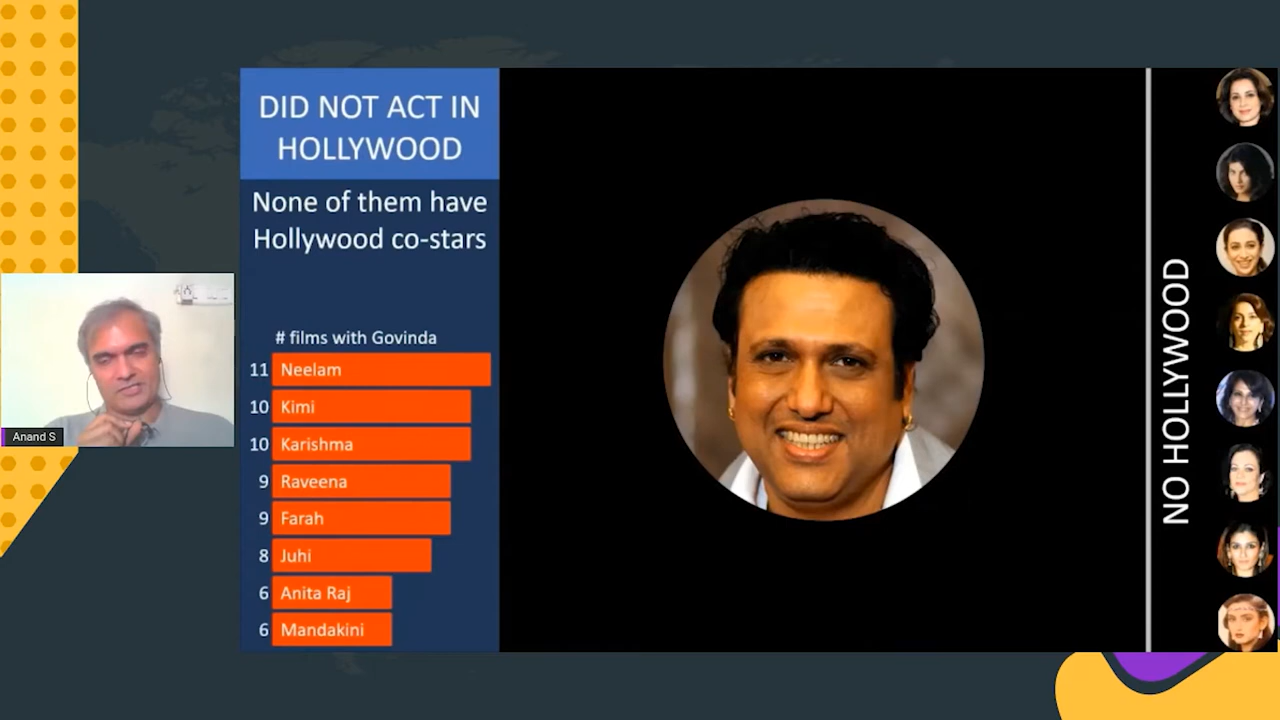 DID NOT ACT IN
HOLLYWOOD
None of them have
Hollywood co-stars
# films with Govinda
11 Neelam
10 Kimi
10 Karishma
9 Raveena
9 Farah
8 Juhi
6 Anita Raj
6 Mandakini
NO HOLLYWOOD
Anand S